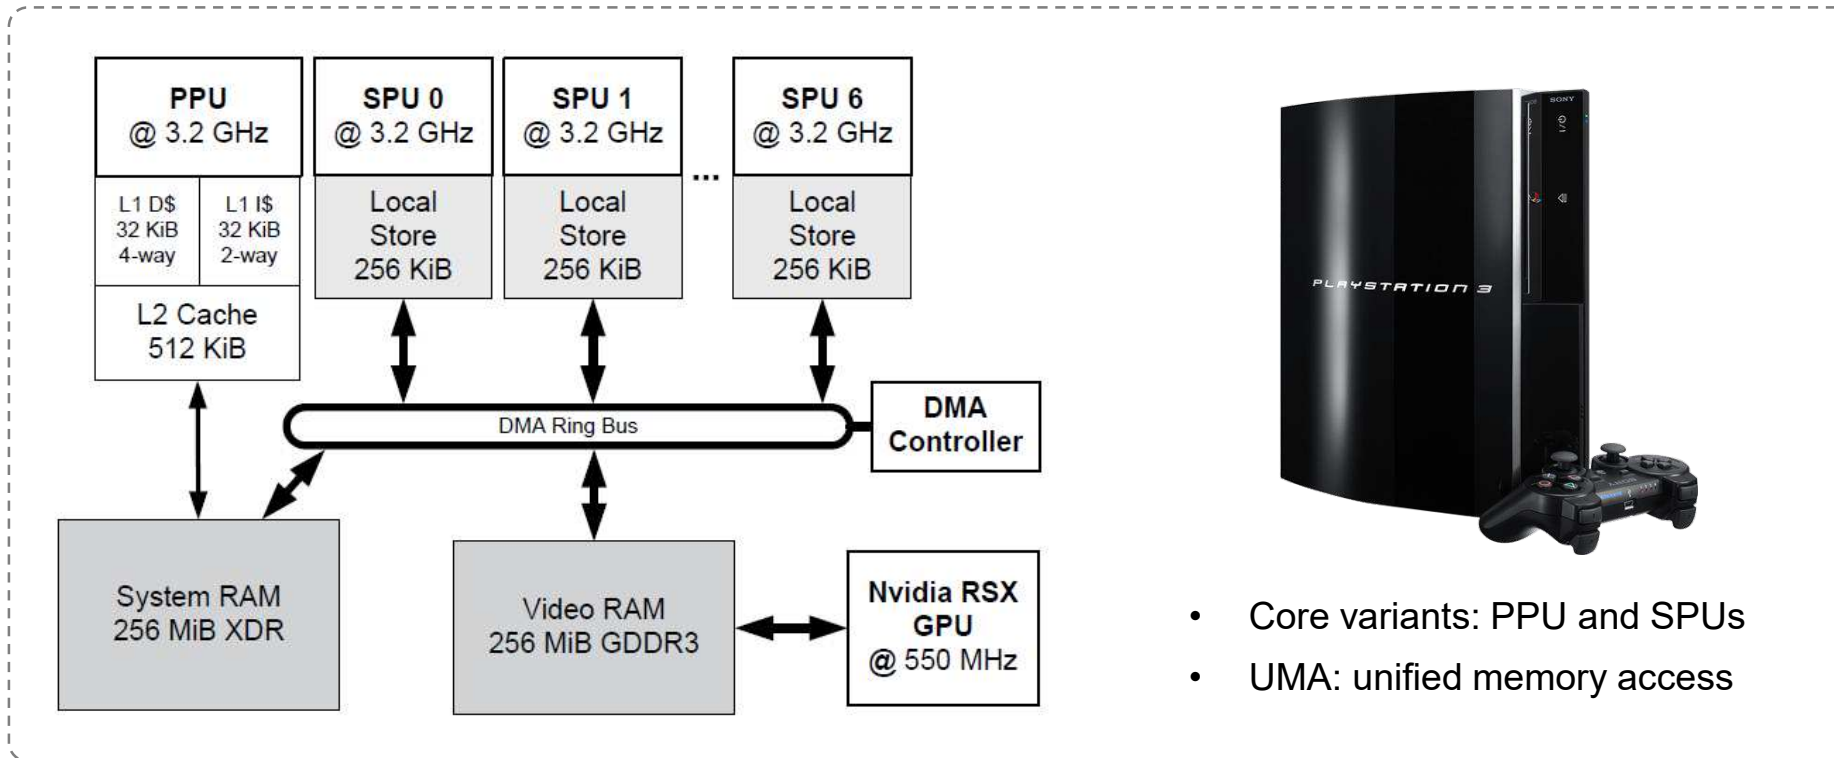 PPU
@ 3.2 GHz
SPU 0
@ 3.2 GHz
SPU 1
@ 3.2 GHz
...
SPU 6
@ 3.2 GHz
L1 D$
32 KiB
4-way
L1 I$
32 KiB
2-way
Local
Store
256 KiB
Local
Store
256 KiB
Local
Store
256 KiB
L2 Cache
512 KiB
DMA Ring Bus
DMA
Controller
System RAM
256 MiB XDR
Video RAM
256 MiB GDDR3
Nvidia RSX
GPU
@ 550 MHz
SONY
PLAYSTATION 3
SONY
• Core variants: PPU and SPUs
• UMA: unified memory access